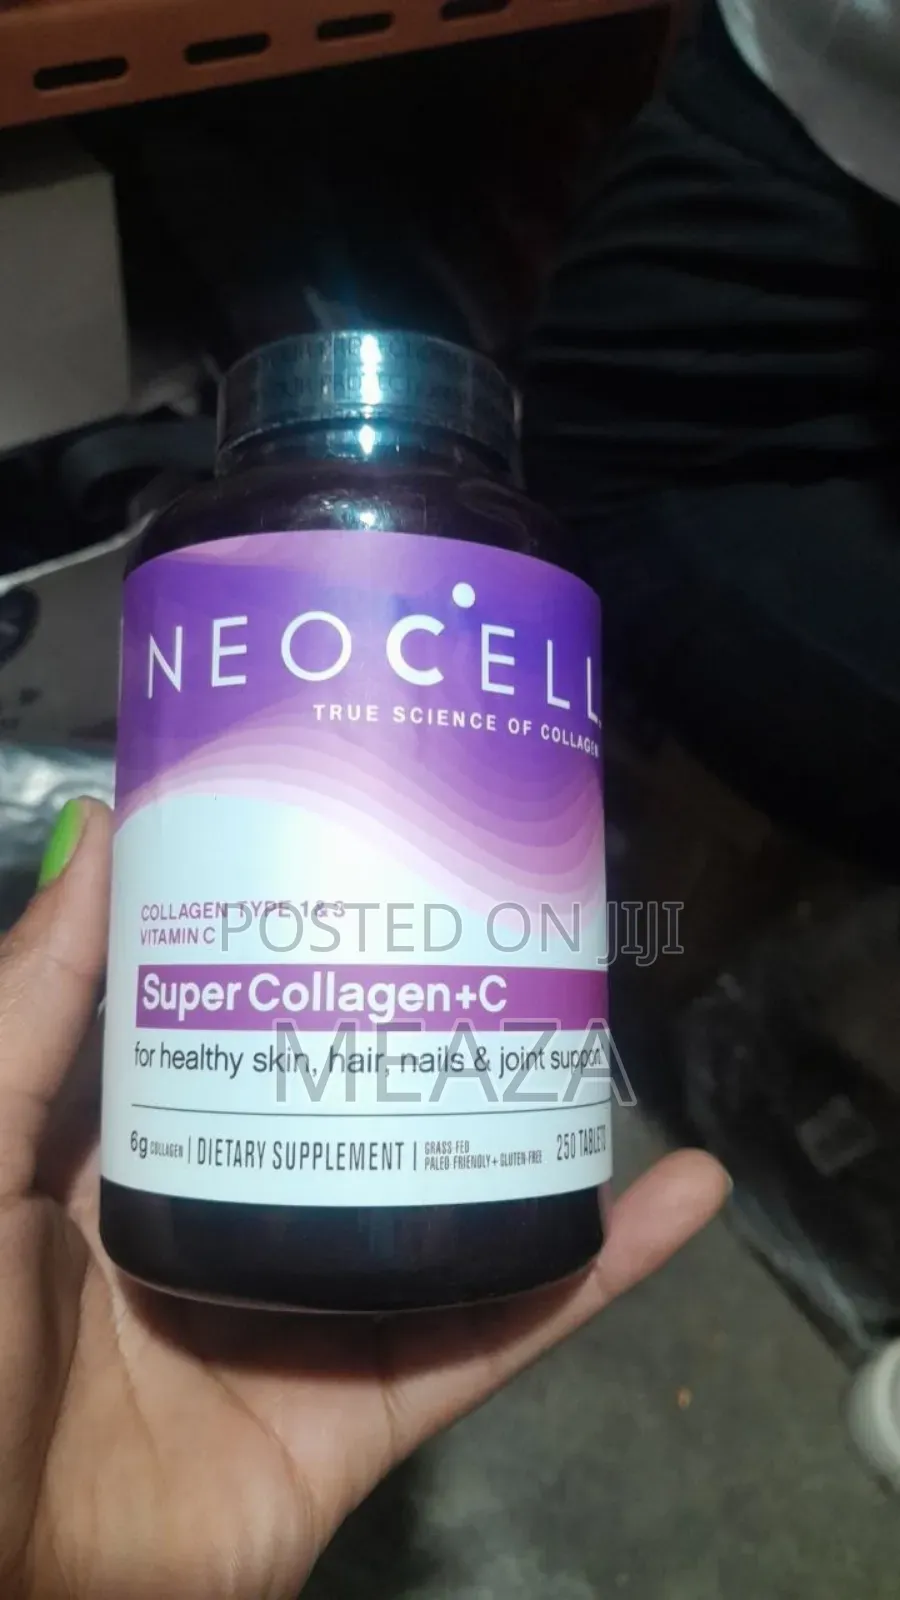 NEOCELL
TRUE SCIENCE OF COLLAGEN
COLLAGEN TYPE 1 & 3
VITAMIN C
POSTED ON JIJI
Super Collagen+C
MEAZA
for healthy skin, hair, nails & joint support
6g COLLAGEN | DIETARY SUPPLEMENT | GRASS-FED
PALEO FRIENDLY + GLUTEN-FREE
250 TABLETS